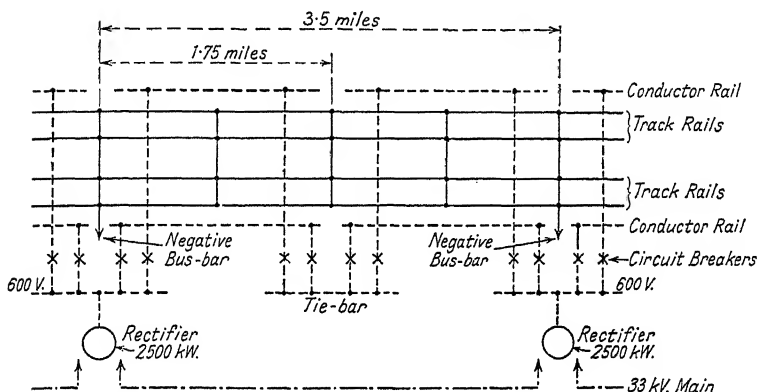 3·5 miles
1·75 miles
Conductor Rail
Track Rails
Track Rails
Conductor Rail
Negative
Bus-bar
Negative
Bus-bar
Circuit Breakers
600 V.
Tie-bar
600 V.
Rectifier
2500 kW.
Rectifier
2500 kW.
33 kV. Main